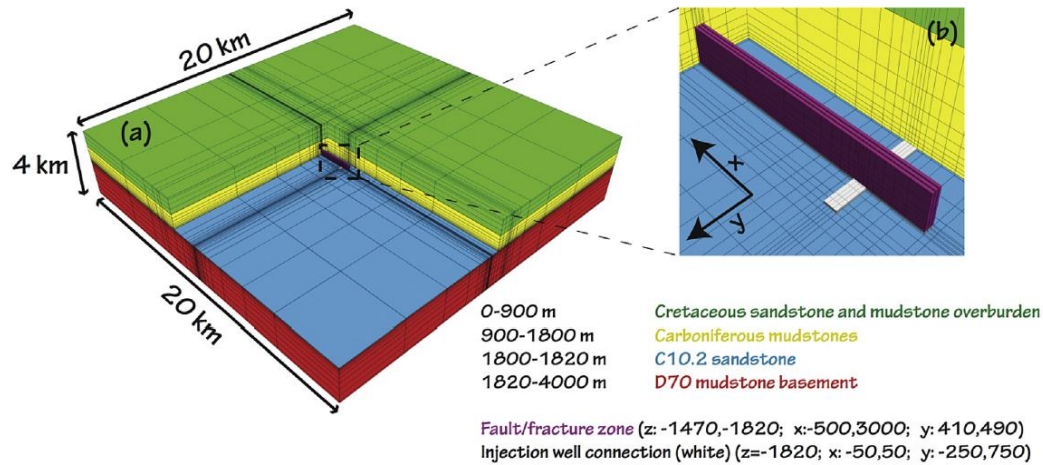 20 km
(a)
4 km
20 km
(b)
x
y
0-900 m Cretaceous sandstone and mudstone overburden
900-1800 m Carboniferous mudstones
1800-1820 m C10.2 sandstone
1820-4000 m D70 mudstone basement
Fault/fracture zone (z: -1470,-1820; x:-500,3000; y: 410,490)
Injection well connection (white) (z=-1820; x: -50,50; y: -250,750)